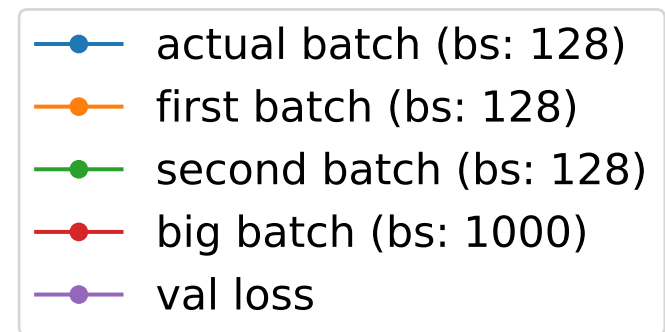 actual batch (bs: 128)
first batch (bs: 128)
second batch (bs: 128)
big batch (bs: 1000)
val loss